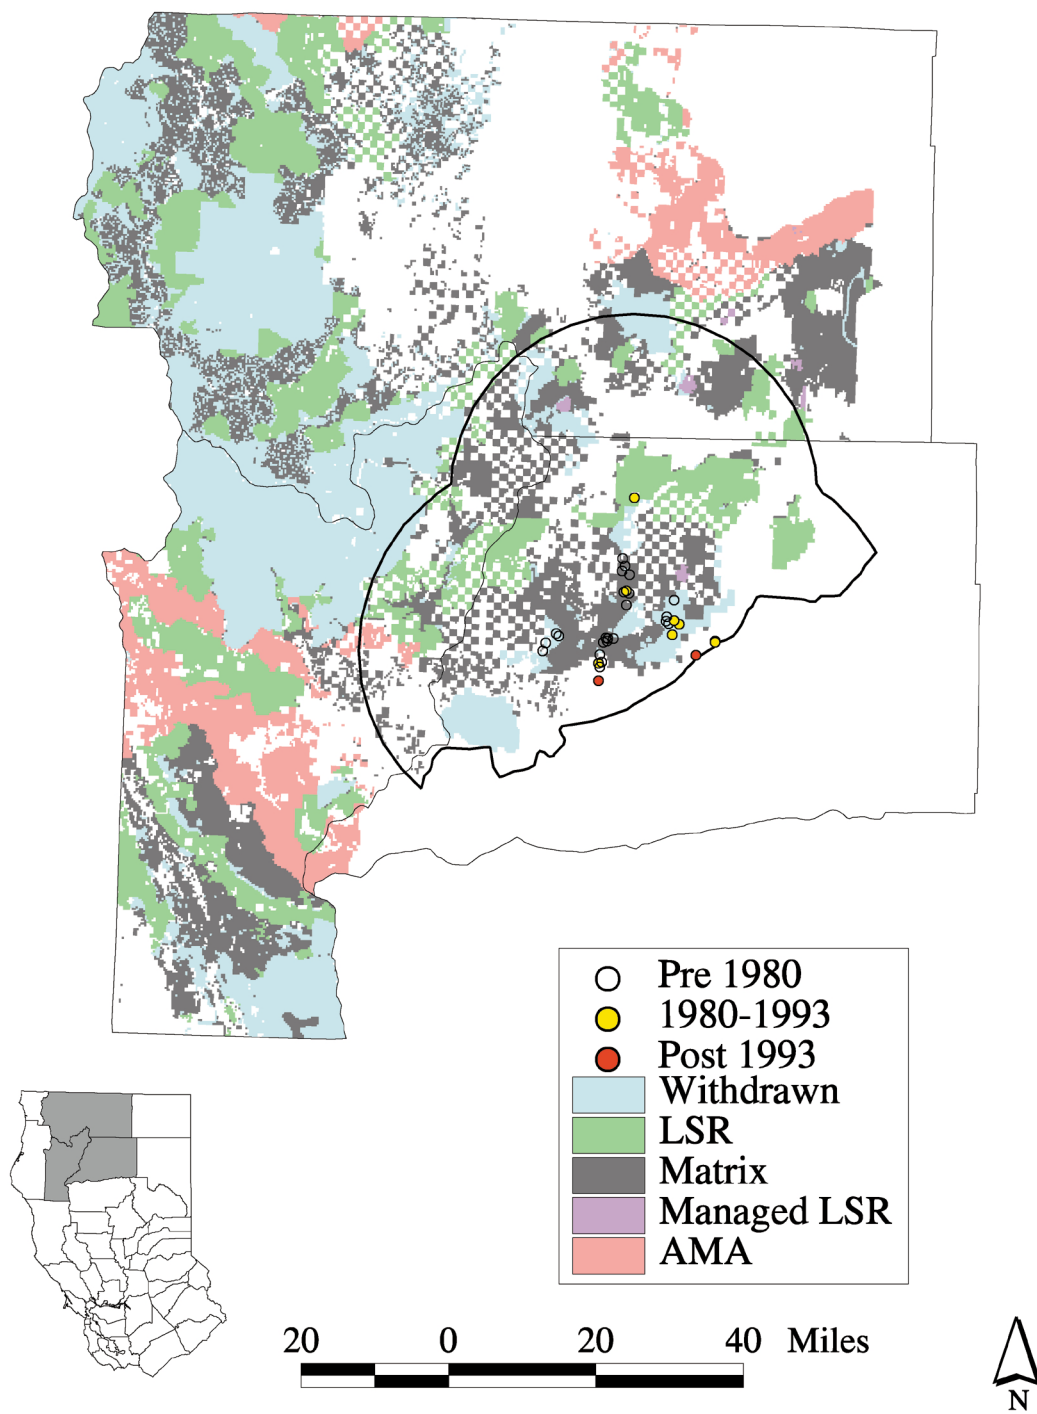 Pre 1980
1980-1993
Post 1993
Withdrawn
LSR
Matrix
Managed LSR
AMA
20 0 20 40 Miles
N